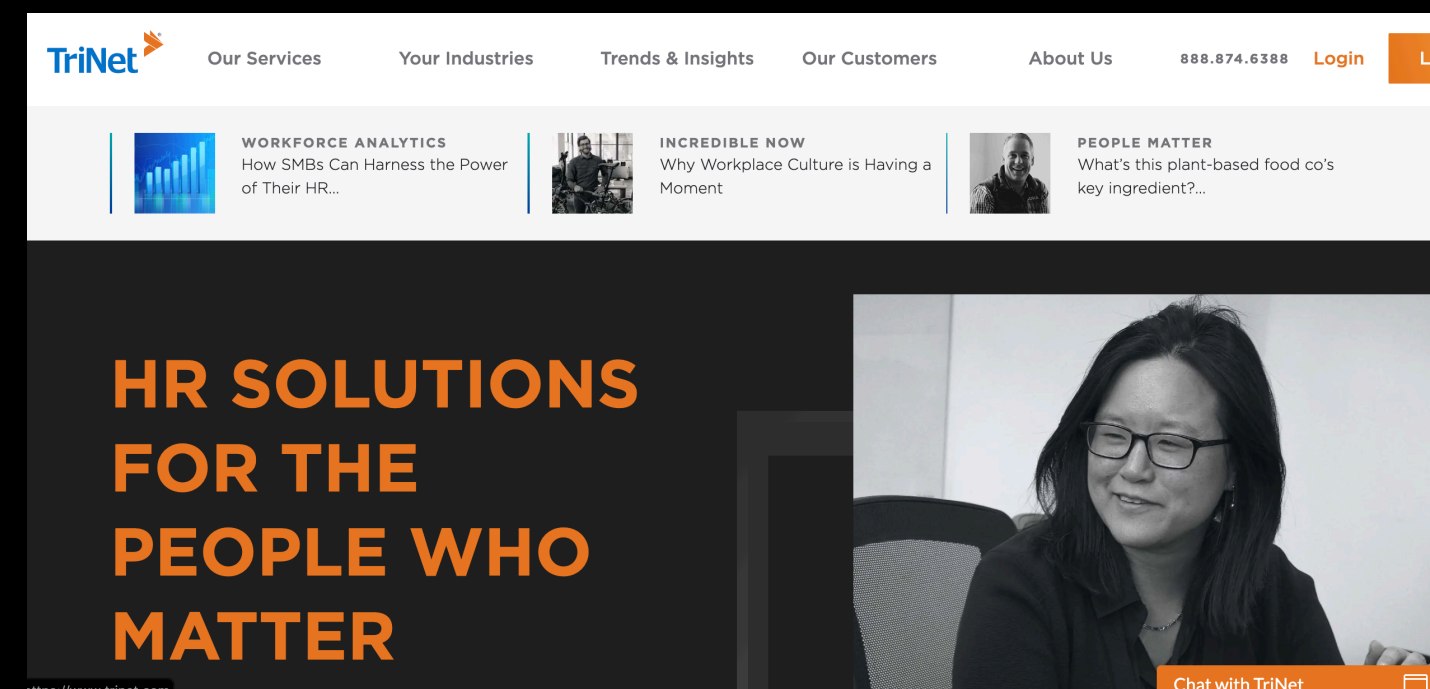 TriNet
Our Services
Your Industries
Trends & Insights
Our Customers
About Us
888.874.6388
Login
WORKFORCE ANALYTICS
How SMBs Can Harness the Power
of Their HR...
INCREDIBLE NOW
Why Workplace Culture is Having a
Moment
PEOPLE MATTER
What's this plant-based food co's
key ingredient?...
HR SOLUTIONS
FOR THE
PEOPLE WHO
MATTER
Chat with TriNet